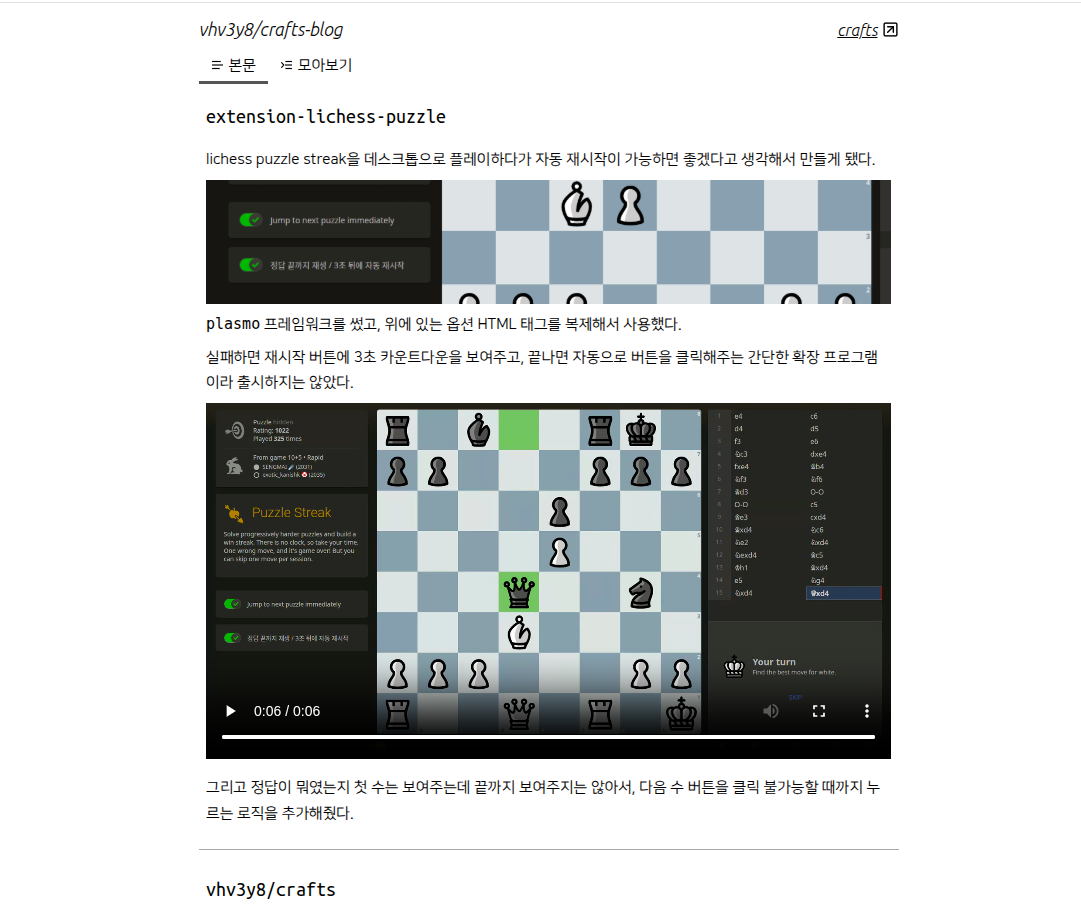 vhv3y8/crafts-blog
crafts
본문
모아보기
extension-lichess-puzzle
lichess puzzle streak을 데스크톱으로 플레이하다가 자동 재시작이 가능하면 좋겠다고 생각해서 만들게 됐다.
Jump to next puzzle immediately
정답 끝까지 재생 / 3초 뒤에 자동 재시작
4
3
2
plasmo 프레임워크를 썼고, 위에 있는 옵션 HTML 태그를 복제해서 사용했다.
실패하면 재시작 버튼에 3초 카운트다운을 보여주고, 끝나면 자동으로 버튼을 클릭해주는 간단한 확장 프로그램
이라 출시하지는 않았다.
Puzzle hidden
Rating: 1022
Played 325 times
From game 10+5 • Rapid
(2031)
exotic_kanishk (2035)
Puzzle Streak
Solve progressively harder puzzles and build a
win streak. There is no clock, so take your time.
One wrong move, and it's game over! But you
can skip one move per session.
Jump to next puzzle immediately
정답 끝까지 재생 / 3초 뒤에 자동 재시작
8
7
6
5
4
3
2
1 e4 c6
2 d4 d5
3 f3 e6
4 ♘c3 dxe4
5 fxe4 ♝b4
6 ♘f3 ♘f6
7 ♝d3 O-O
8 O-O c5
9 ♝e3 cxd4
10 ♝xd4 ♘c6
11 ♘e2 ♘xd4
12 ♘exd4 ♝c5
13 ♔h1 ♝xd4
14 e5 ♘g4
15 ♘xd4 ♛xd4
Your turn
Find the best move for white.
SKIP
0:06 / 0:06
그리고 정답이 뭐였는지 첫 수는 보여주는데 끝까지 보여주지는 않아서, 다음 수 버튼을 클릭 불가능할 때까지 누
르는 로직을 추가해줬다.
vhv3y8/crafts